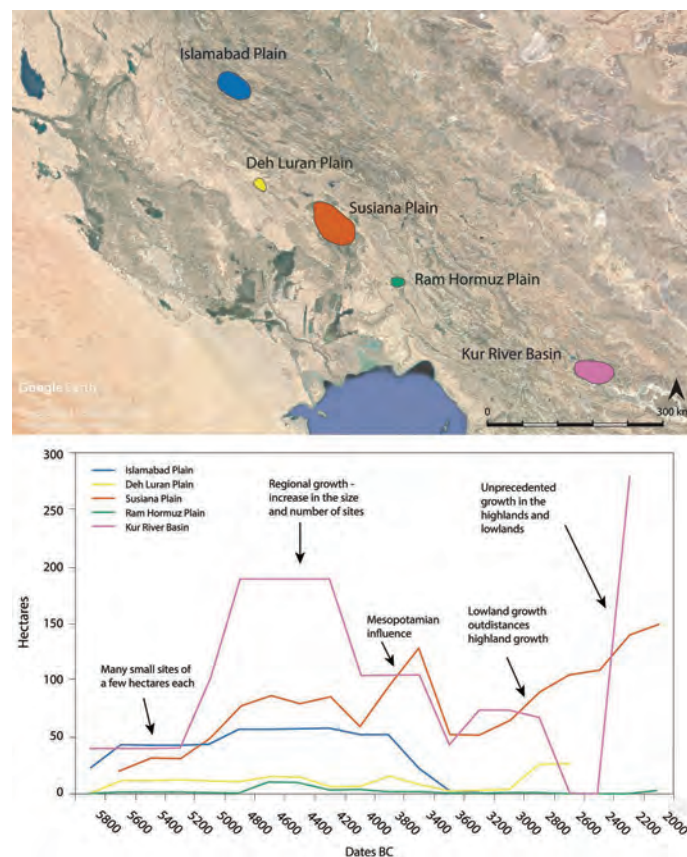 Islamabad Plain
Deh Luran Plain
Susiana Plain
Ram Hormuz Plain
Kur River Basin
Google Earth
0
300 km
300
250
200
150
100
50
0
Hectares
Islamabad Plain
Deh Luran Plain
Susiana Plain
Ram Hormuz Plain
Kur River Basin
Regional growth -
increase in the size
and number of sites
Unprecedented
growth in the
highlands and
lowlands
Many small sites of
a few hectares each
Mesopotamian
influence
Lowland growth
outdistances
highland growth
5800
5600
5400
5200
5000
4800
4600
4400
4200
4000
3800
3600
3400
3200
3000
2800
2600
2400
2200
2000
Dates BC